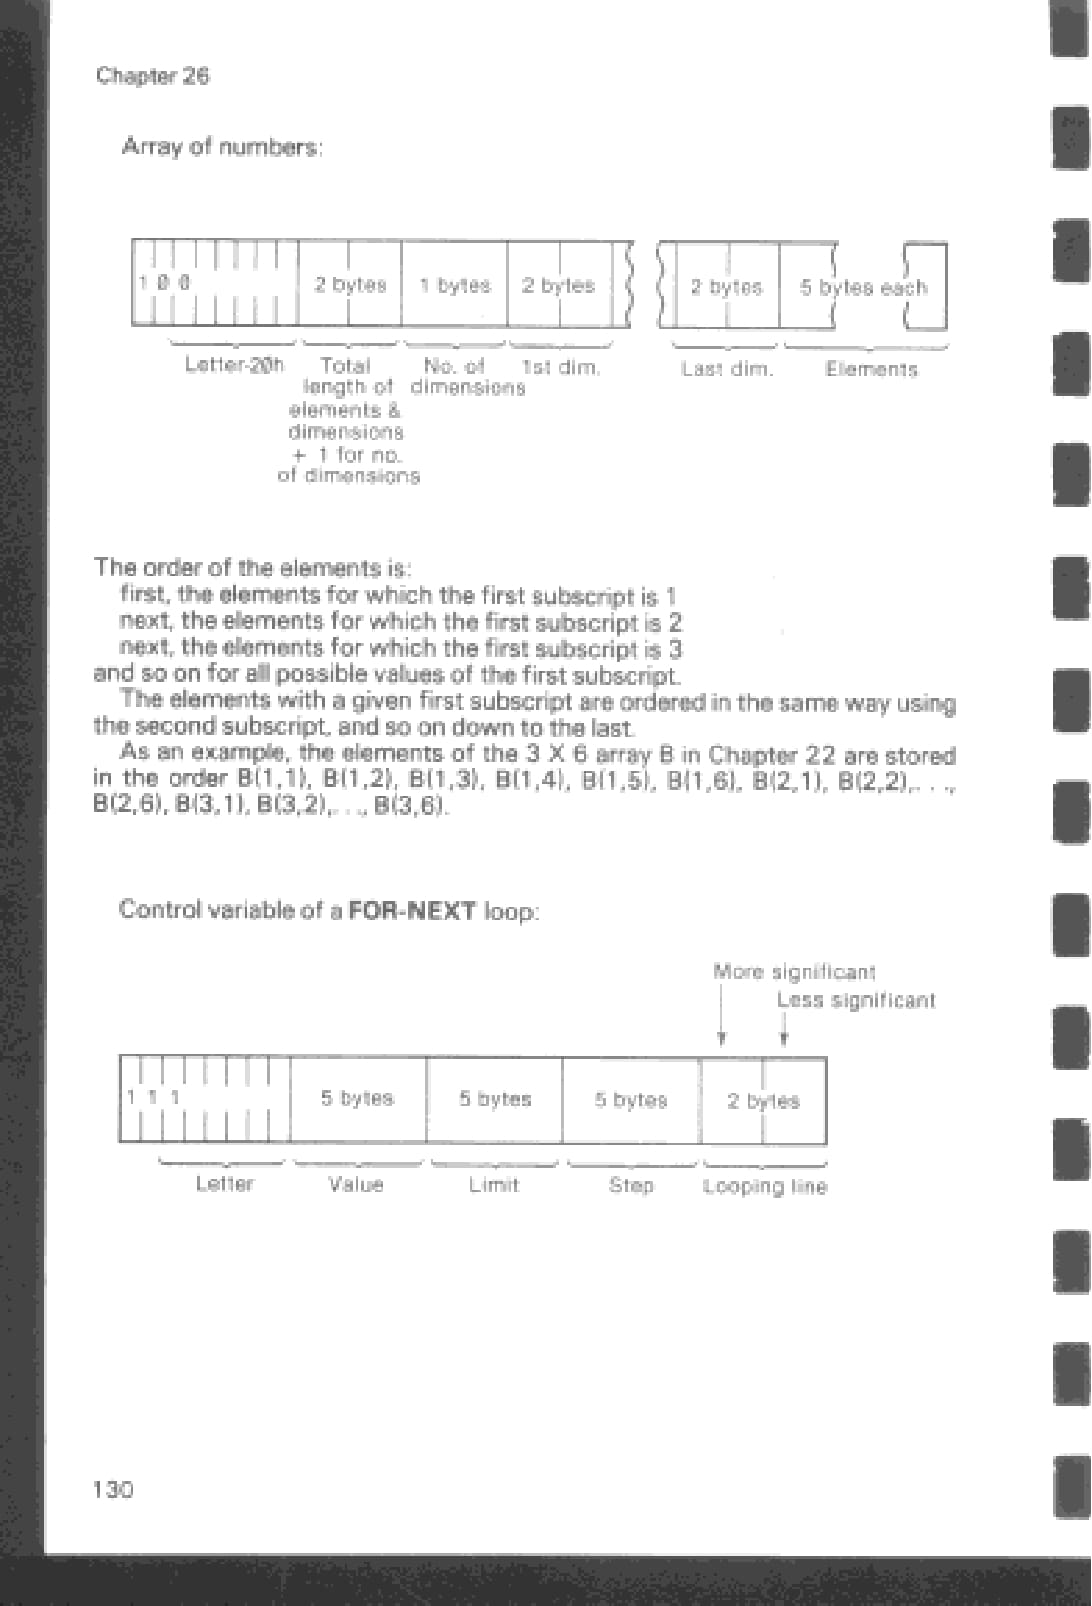 Chapter 26
Array of numbers:
1 0 0
2 bytes 1 bytes 2 bytes 2 bytes 5 bytes each
Letter-20h Total No. of 1st dim. Last dim. Elements
length of dimensions
elements &
dimensions
+ 1 for no.
of dimensions
The order of the elements is:
first, the elements for which the first subscript is 1
next, the elements for which the first subscript is 2
next, the elements for which the first subscript is 3
and so on for all possible values of the first subscript.
The elements with a given first subscript are ordered in the same way using
the second subscript, and so on down to the last.
As an example, the elements of the 3 X 6 array B in Chapter 22 are stored
in the order B(1,1), B(1,2), B(1,3), B(1,4), B(1,5), B(1,6), B(2,1), B(2,2),. . .,
B(2,6), B(3,1), B(3,2),. . ., B(3,6).
Control variable of a FOR-NEXT loop:
More significant
Less significant
1 1 1 5 bytes 5 bytes 5 bytes 2 bytes
Letter Value Limit Step Looping line
130